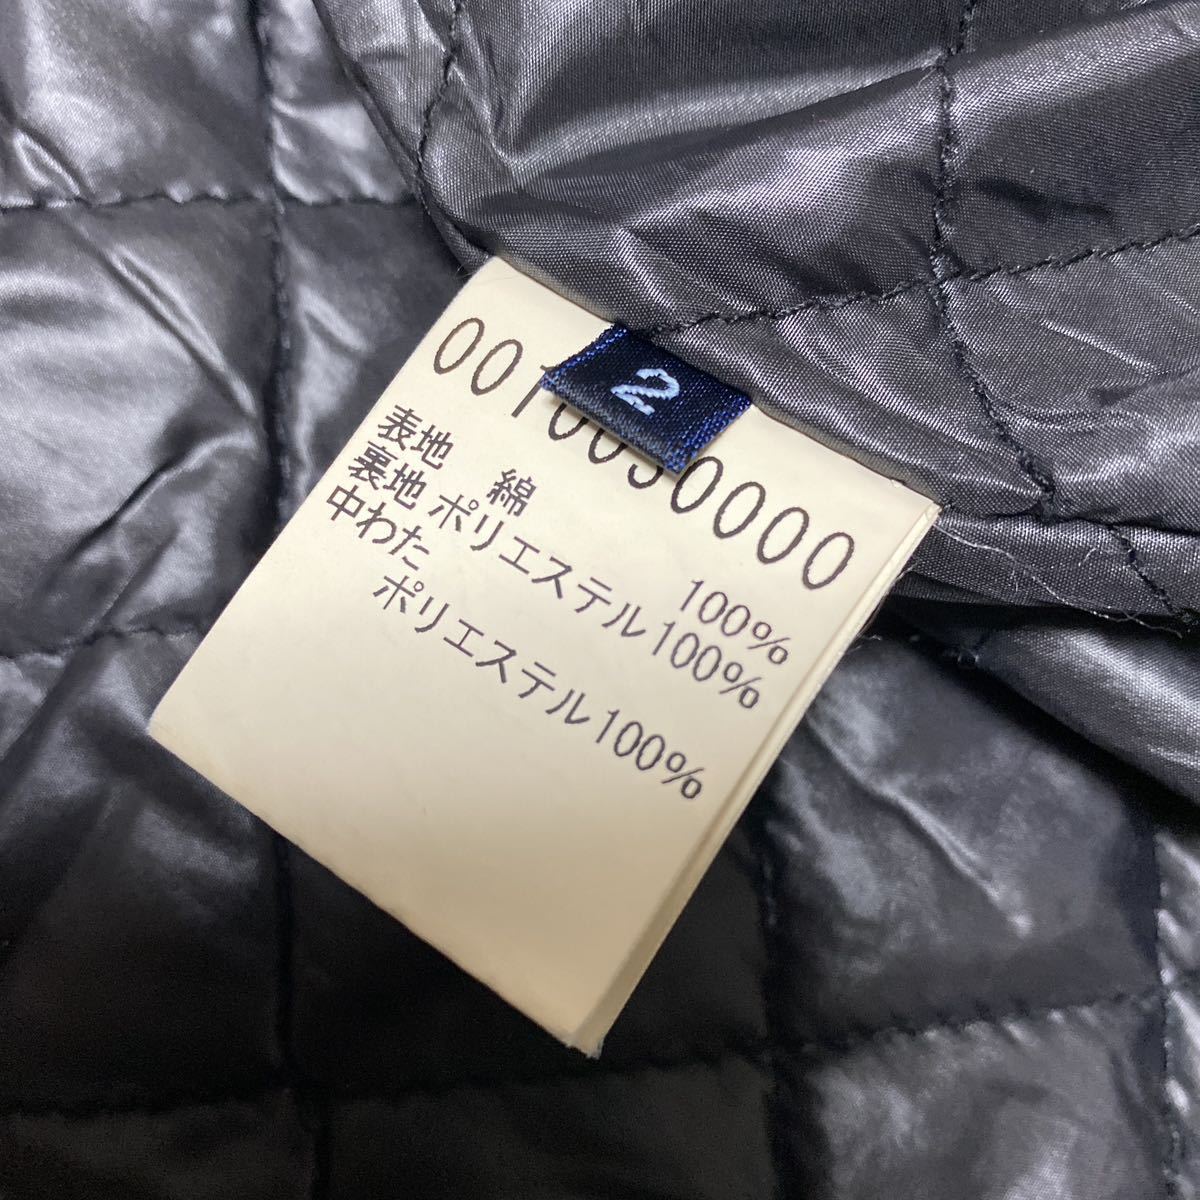 2
表地 綿 100%
裏地 ポリエステル100%
中わた
ポリエステル100%